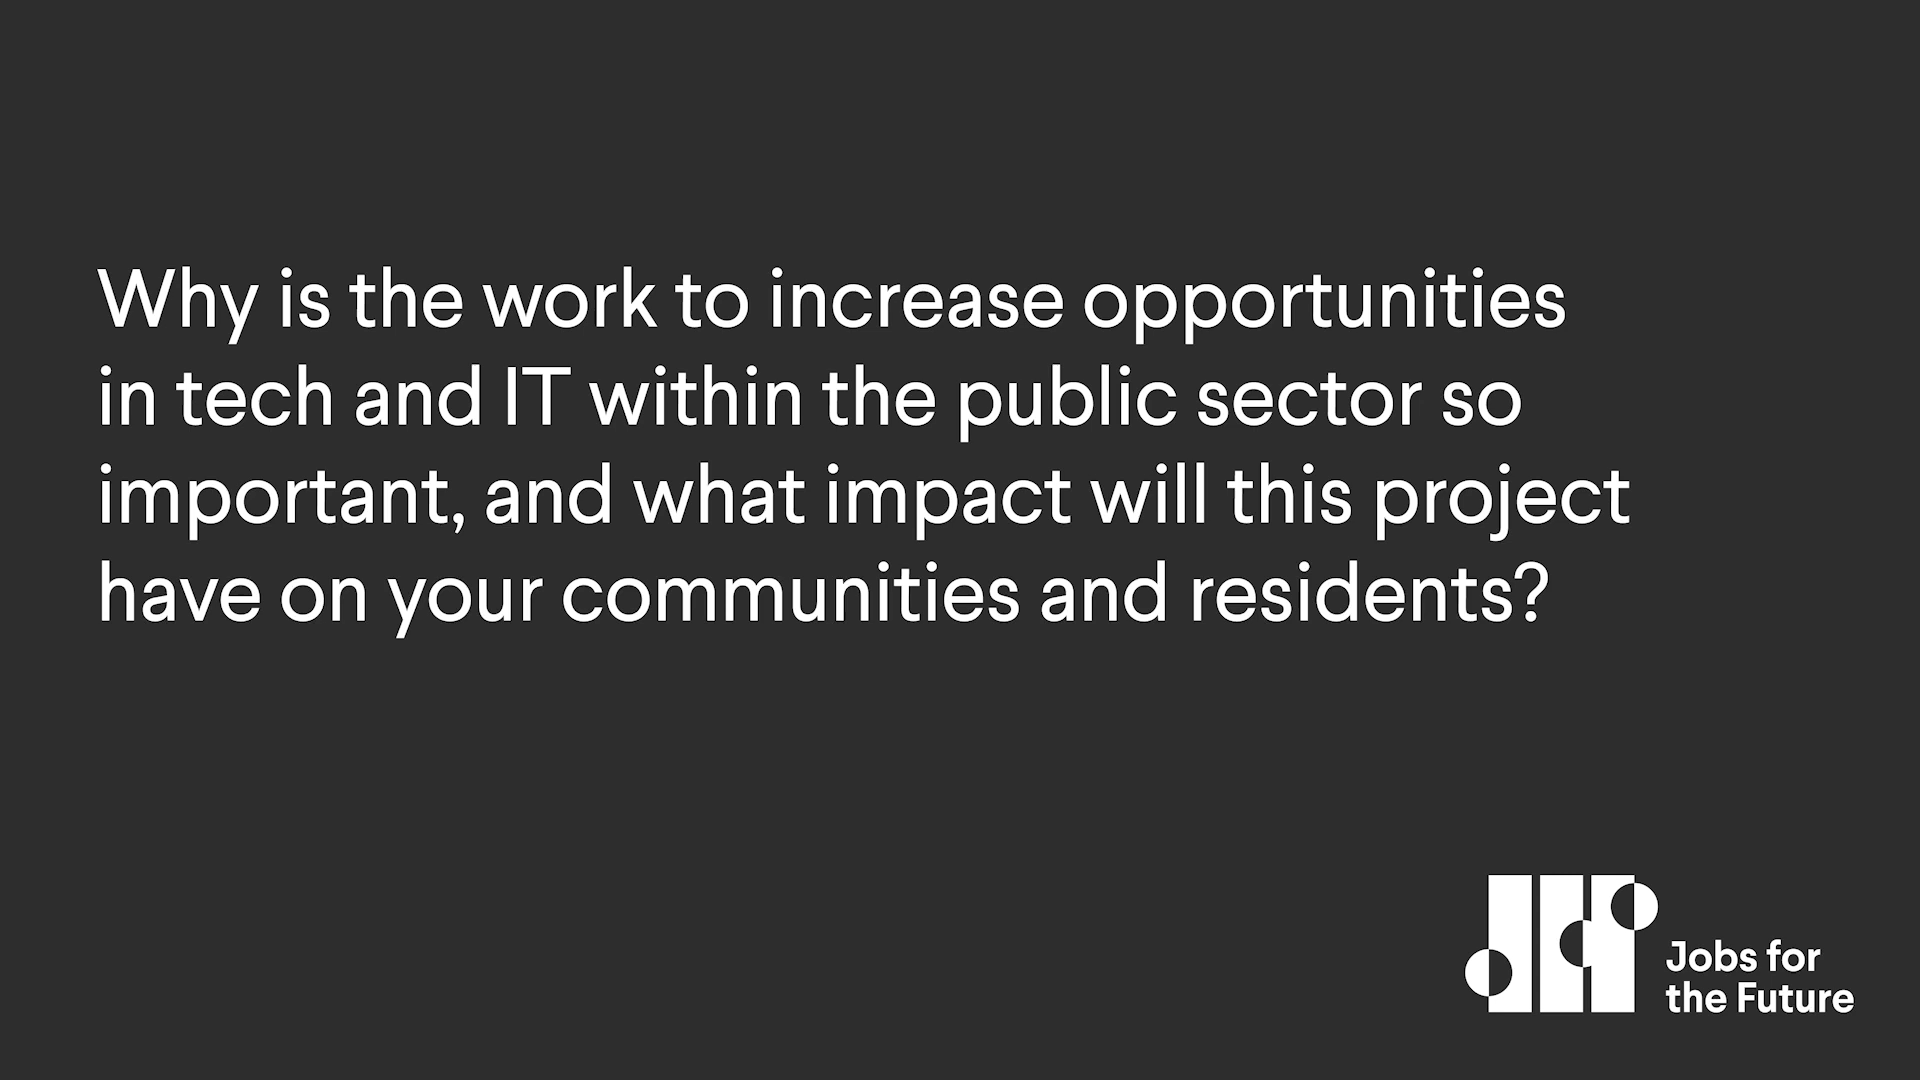 Why is the work to increase opportunities
in tech and IT within the public sector so
important, and what impact will this project
have on your communities and residents?
Jobs for
the Future